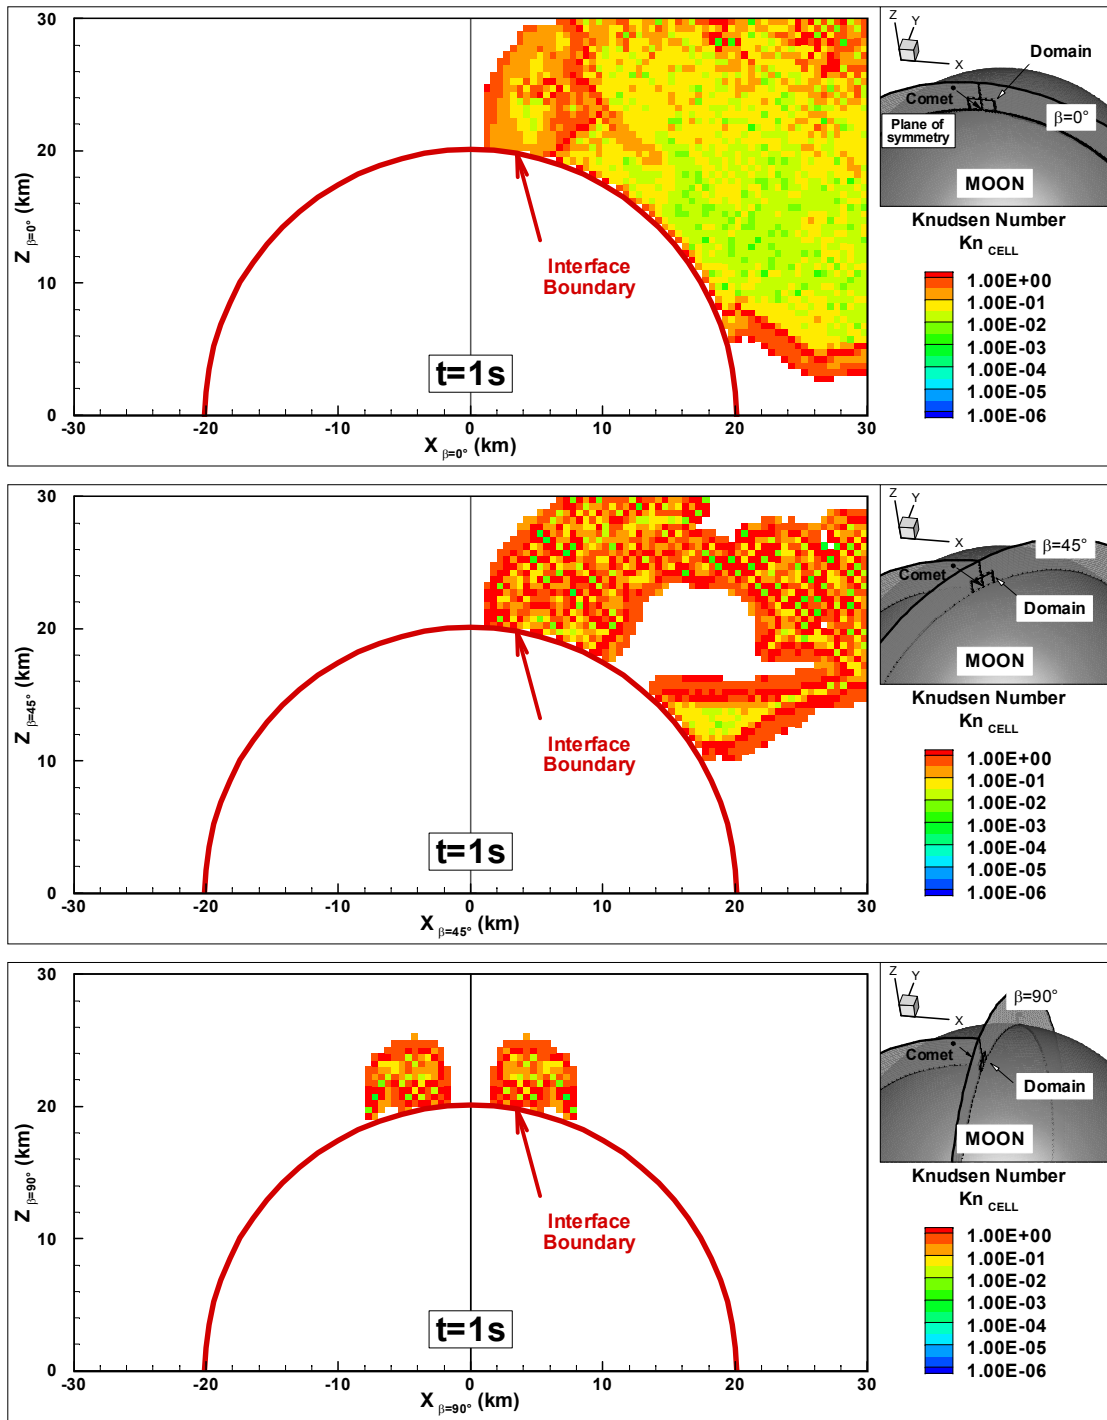 30
20
10
0
Z β=0° (km)
-30 -20 -10 0 10 20 30
X β=0° (km)
Interface
Boundary
t=1s
Z
Y
X
Domain
Comet
β=0°
Plane of
symmetry
MOON
Knudsen Number
Kn CELL
1.00E+00
1.00E-01
1.00E-02
1.00E-03
1.00E-04
1.00E-05
1.00E-06
30
20
10
0
Z β=45° (km)
-30 -20 -10 0 10 20 30
X β=45° (km)
Interface
Boundary
t=1s
Z
Y
X
β=45°
Comet
Domain
MOON
Knudsen Number
Kn CELL
1.00E+00
1.00E-01
1.00E-02
1.00E-03
1.00E-04
1.00E-05
1.00E-06
30
20
10
0
Z β=90° (km)
-30 -20 -10 0 10 20 30
X β=90° (km)
Interface
Boundary
t=1s
Z
Y
X
β=90°
Comet
Domain
MOON
Knudsen Number
Kn CELL
1.00E+00
1.00E-01
1.00E-02
1.00E-03
1.00E-04
1.00E-05
1.00E-06